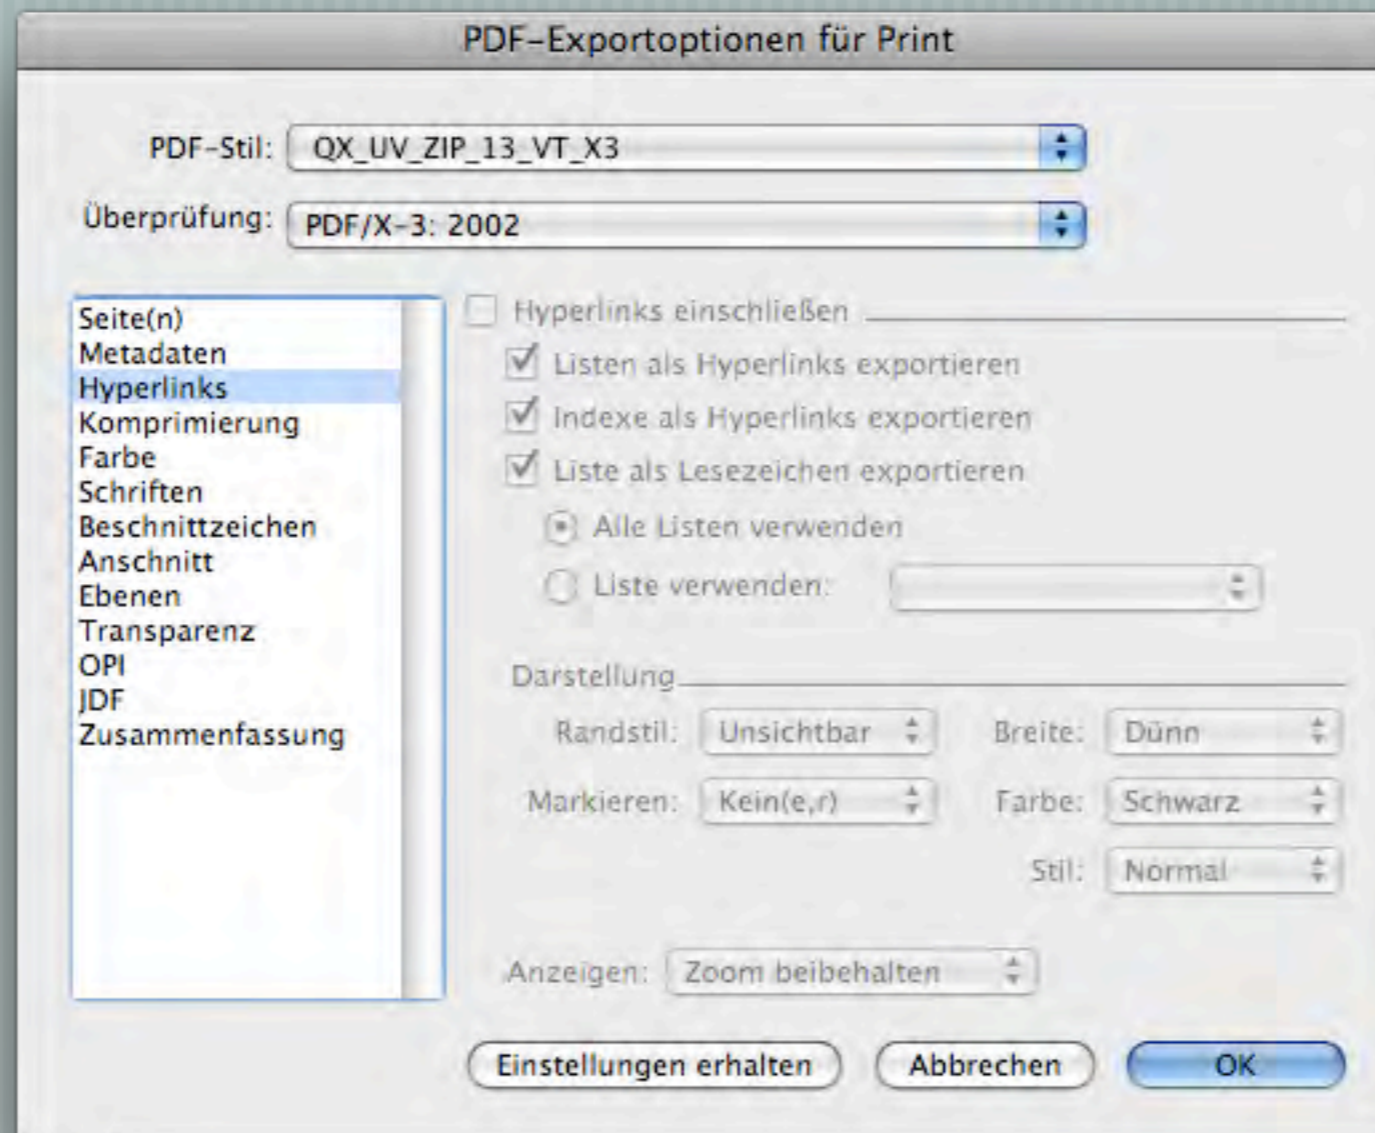 PDF-Exportoptionen für Print
PDF-Stil: QX_UV_ZIP_13_VT_X3
Überprüfung: PDF/X-3: 2002
Seite(n)
Metadaten
Hyperlinks
Komprimierung
Farbe
Schriften
Beschnittzeichen
Anschnitt
Ebenen
Transparenz
OPI
JDF
Zusammenfassung
Hyperlinks einschließen
Listen als Hyperlinks exportieren
Indexe als Hyperlinks exportieren
Liste als Lesezeichen exportieren
Alle Listen verwenden
Liste verwenden:
Darstellung
Randstil: Unsichtbar Breite: Dünn
Markieren: Kein(e,r) Farbe: Schwarz
Stil: Normal
Anzeigen: Zoom beibehalten
Einstellungen erhalten Abbrechen OK